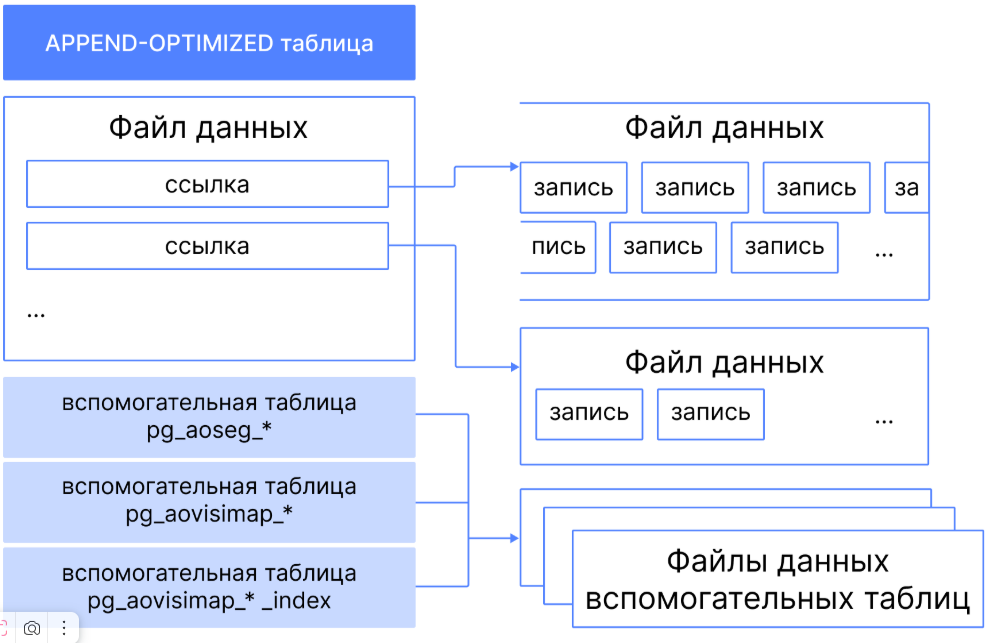 APPEND-OPTIMIZED таблица
Файл данных
ссылка
ссылка
...
вспомогательная таблица
pg_aoseg_*
вспомогательная таблица
pg_aovisimap_*
вспомогательная таблица
pg_aovisimap_* _index
Файл данных
запись запись запись за
пись запись запись ...
Файл данных
запись запись ...
Файлы данных
вспомогательных таблиц